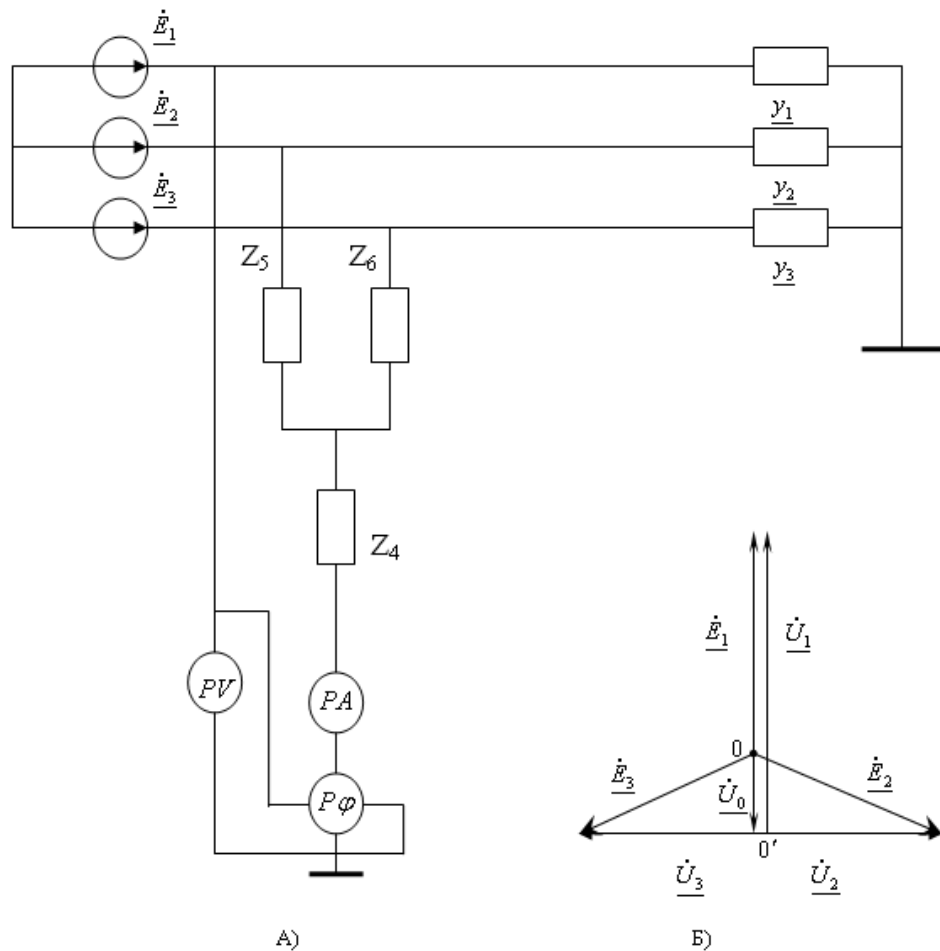 Ė₁
Ė₂
Ė₃
y₁
y₂
y₃
Z₅
Z₆
Z₄
PV
PA
Pφ
Ė₁
U̇₁
0
Ė₃
U̇₀
Ė₂
0'
U̇₃
U̇₂
А)
Б)